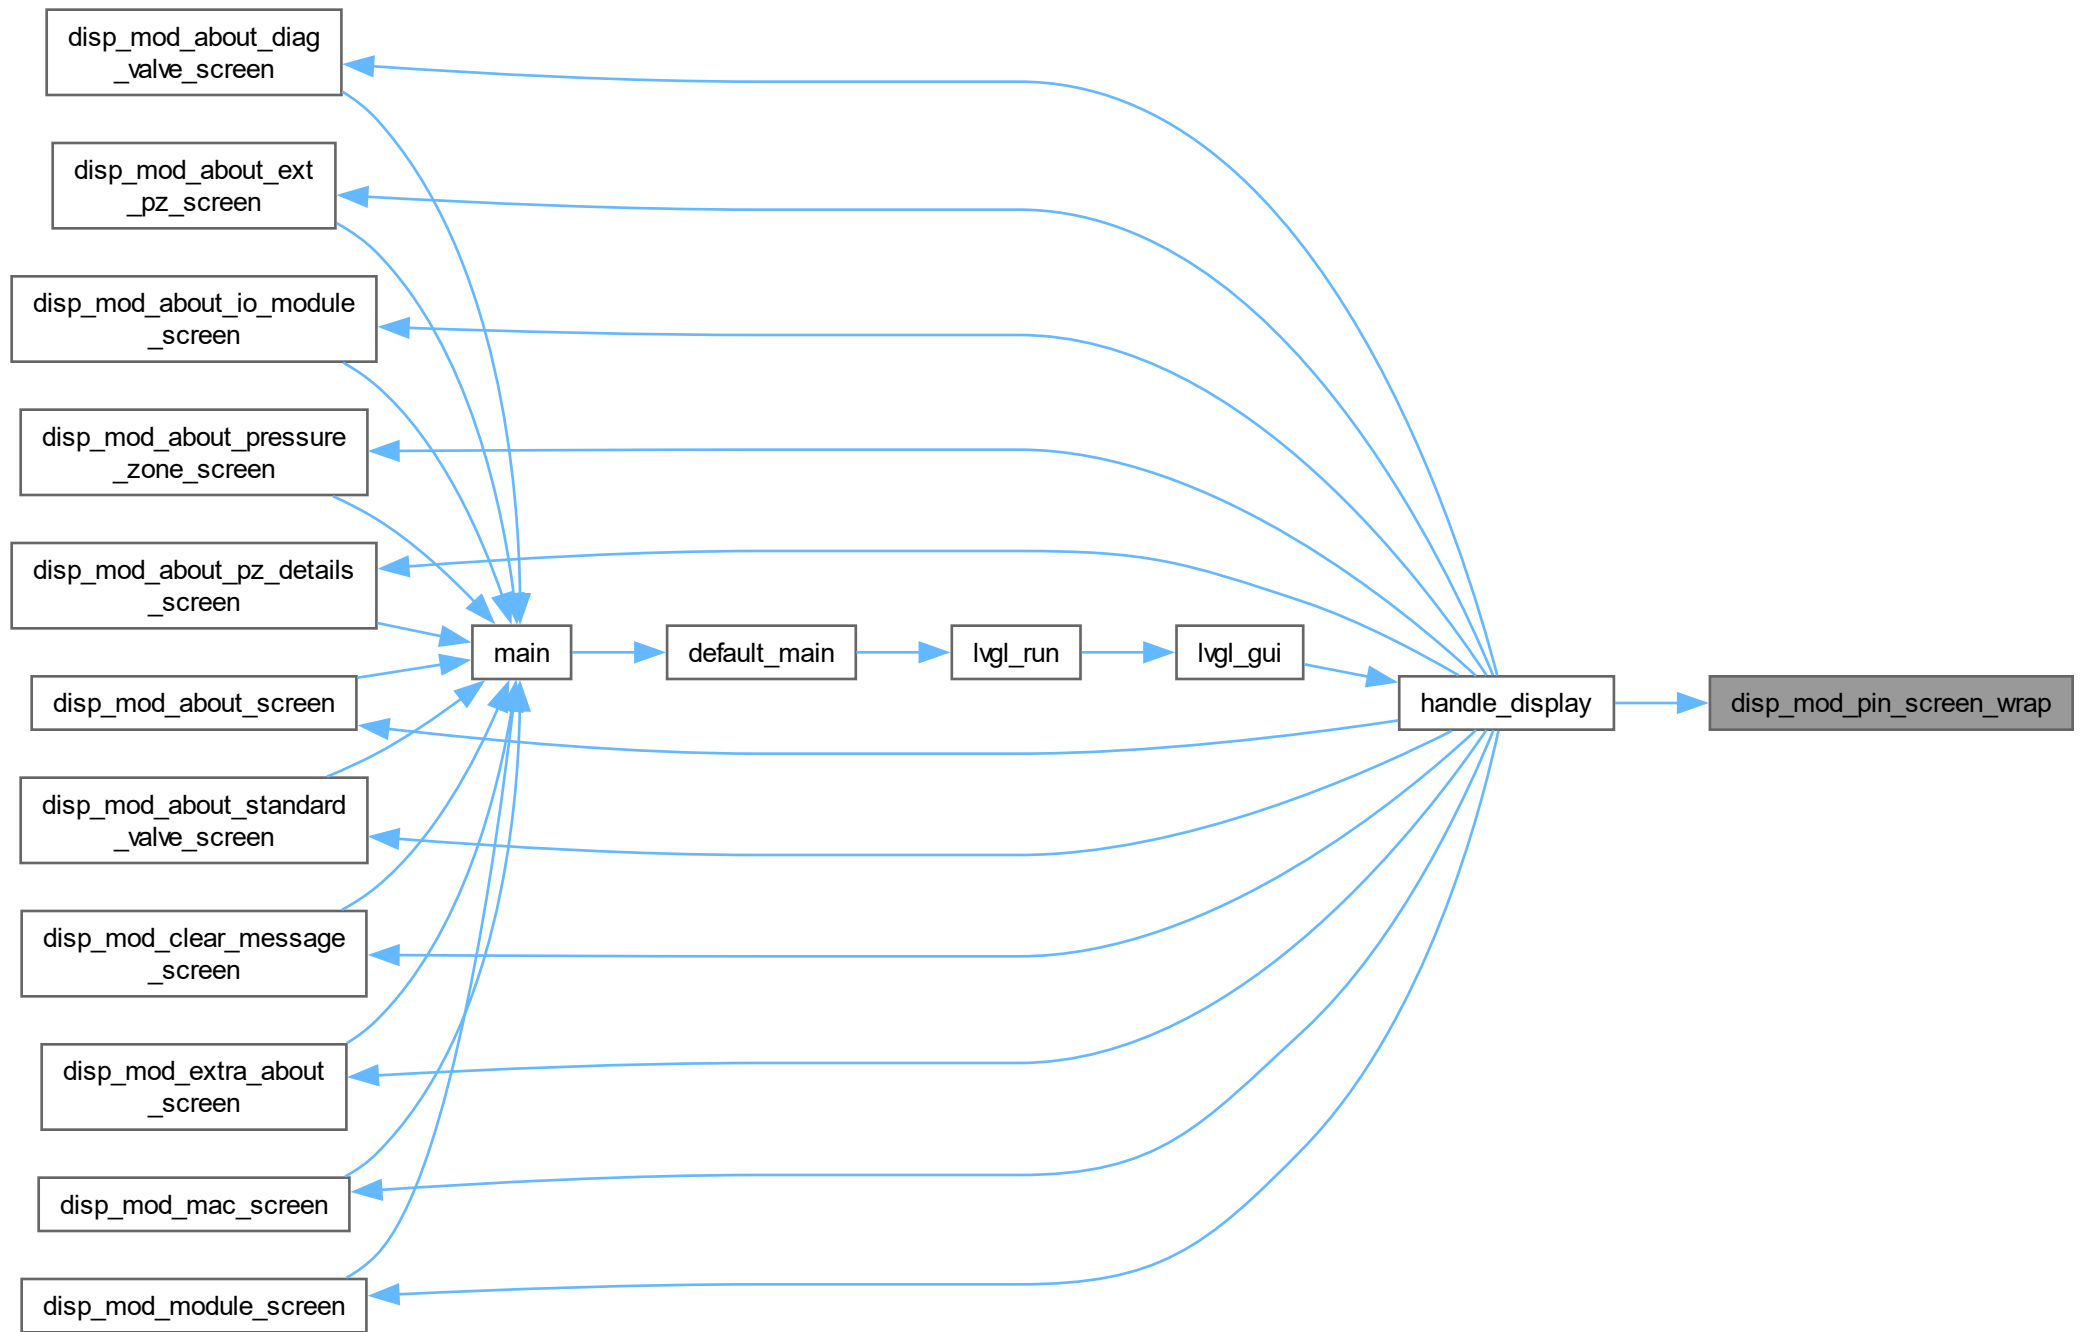 disp_mod_about_diag
_valve_screen
disp_mod_about_ext
_pz_screen
disp_mod_about_io_module
_screen
disp_mod_about_pressure
_zone_screen
disp_mod_about_pz_details
_screen
main
default_main
lvgl_run
lvgl_gui
handle_display
disp_mod_pin_screen_wrap
disp_mod_about_screen
disp_mod_about_standard
_valve_screen
disp_mod_clear_message
_screen
disp_mod_extra_about
_screen
disp_mod_mac_screen
disp_mod_module_screen